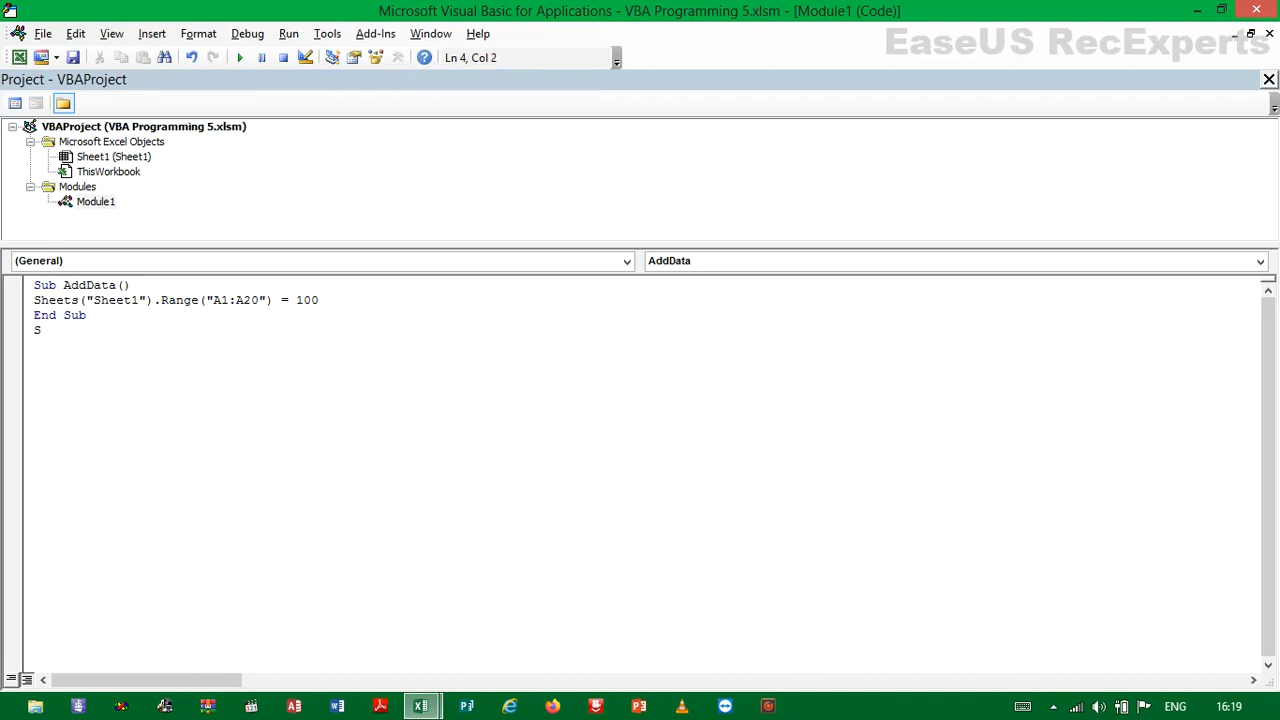 Microsoft Visual Basic for Applications - VBA Programming 5.xlsm - [Module1 (Code)]
File Edit View Insert Format Debug Run Tools Add-Ins Window Help
EaseUS RecExperts
Ln 4, Col 2
Project - VBAProject
VBAProject (VBA Programming 5.xlsm)
Microsoft Excel Objects
Sheet1 (Sheet1)
ThisWorkbook
Modules
Module1
(General) AddData
Sub AddData()
Sheets("Sheet1").Range("A1:A20") = 100
End Sub
S
ENG 16:19